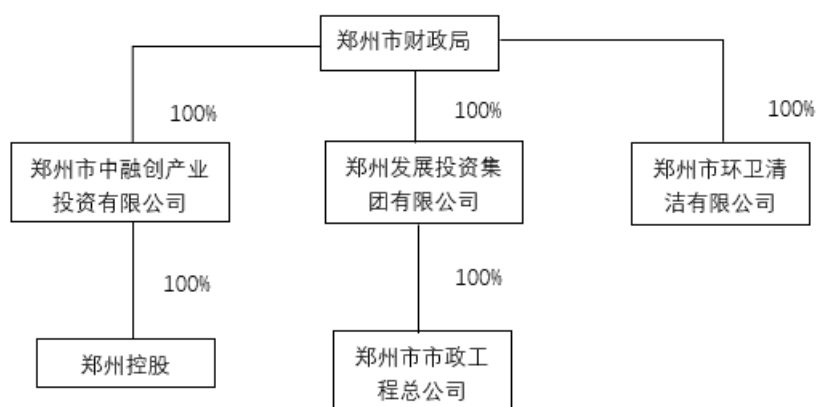 郑州市财政局
100%
100%
100%
郑州市中融创产业
投资有限公司
郑州发展投资集
团有限公司
郑州市环卫清
洁有限公司
100%
100%
郑州控股
郑州市市政工
程总公司